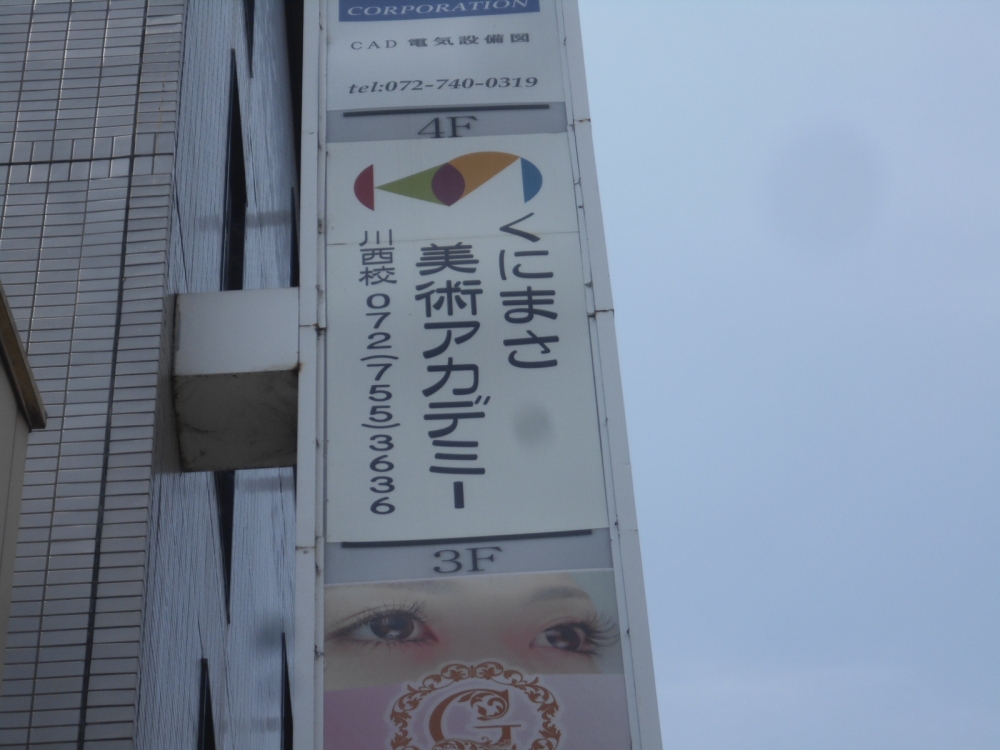 CORPORATION
CAD 電気設備図
tel:072-740-0319
4F
くにまさ
美術アカデミー
川西校 072(755)3636
3F
G